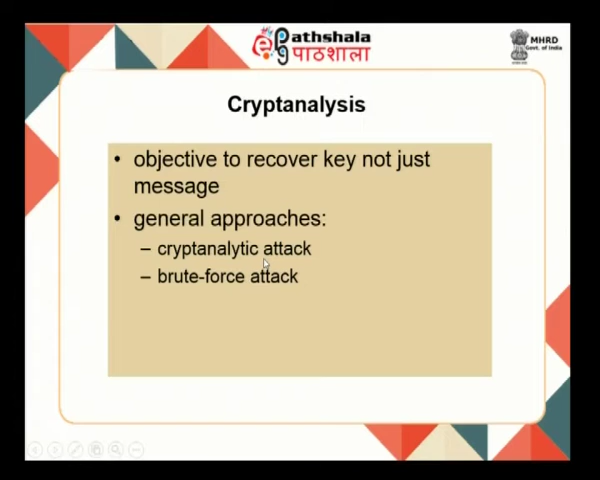 epg athshala
पाठशाला
MHRD
Govt. of India
Cryptanalysis
• objective to recover key not just
message
• general approaches:
– cryptanalytic attack
– brute-force attack